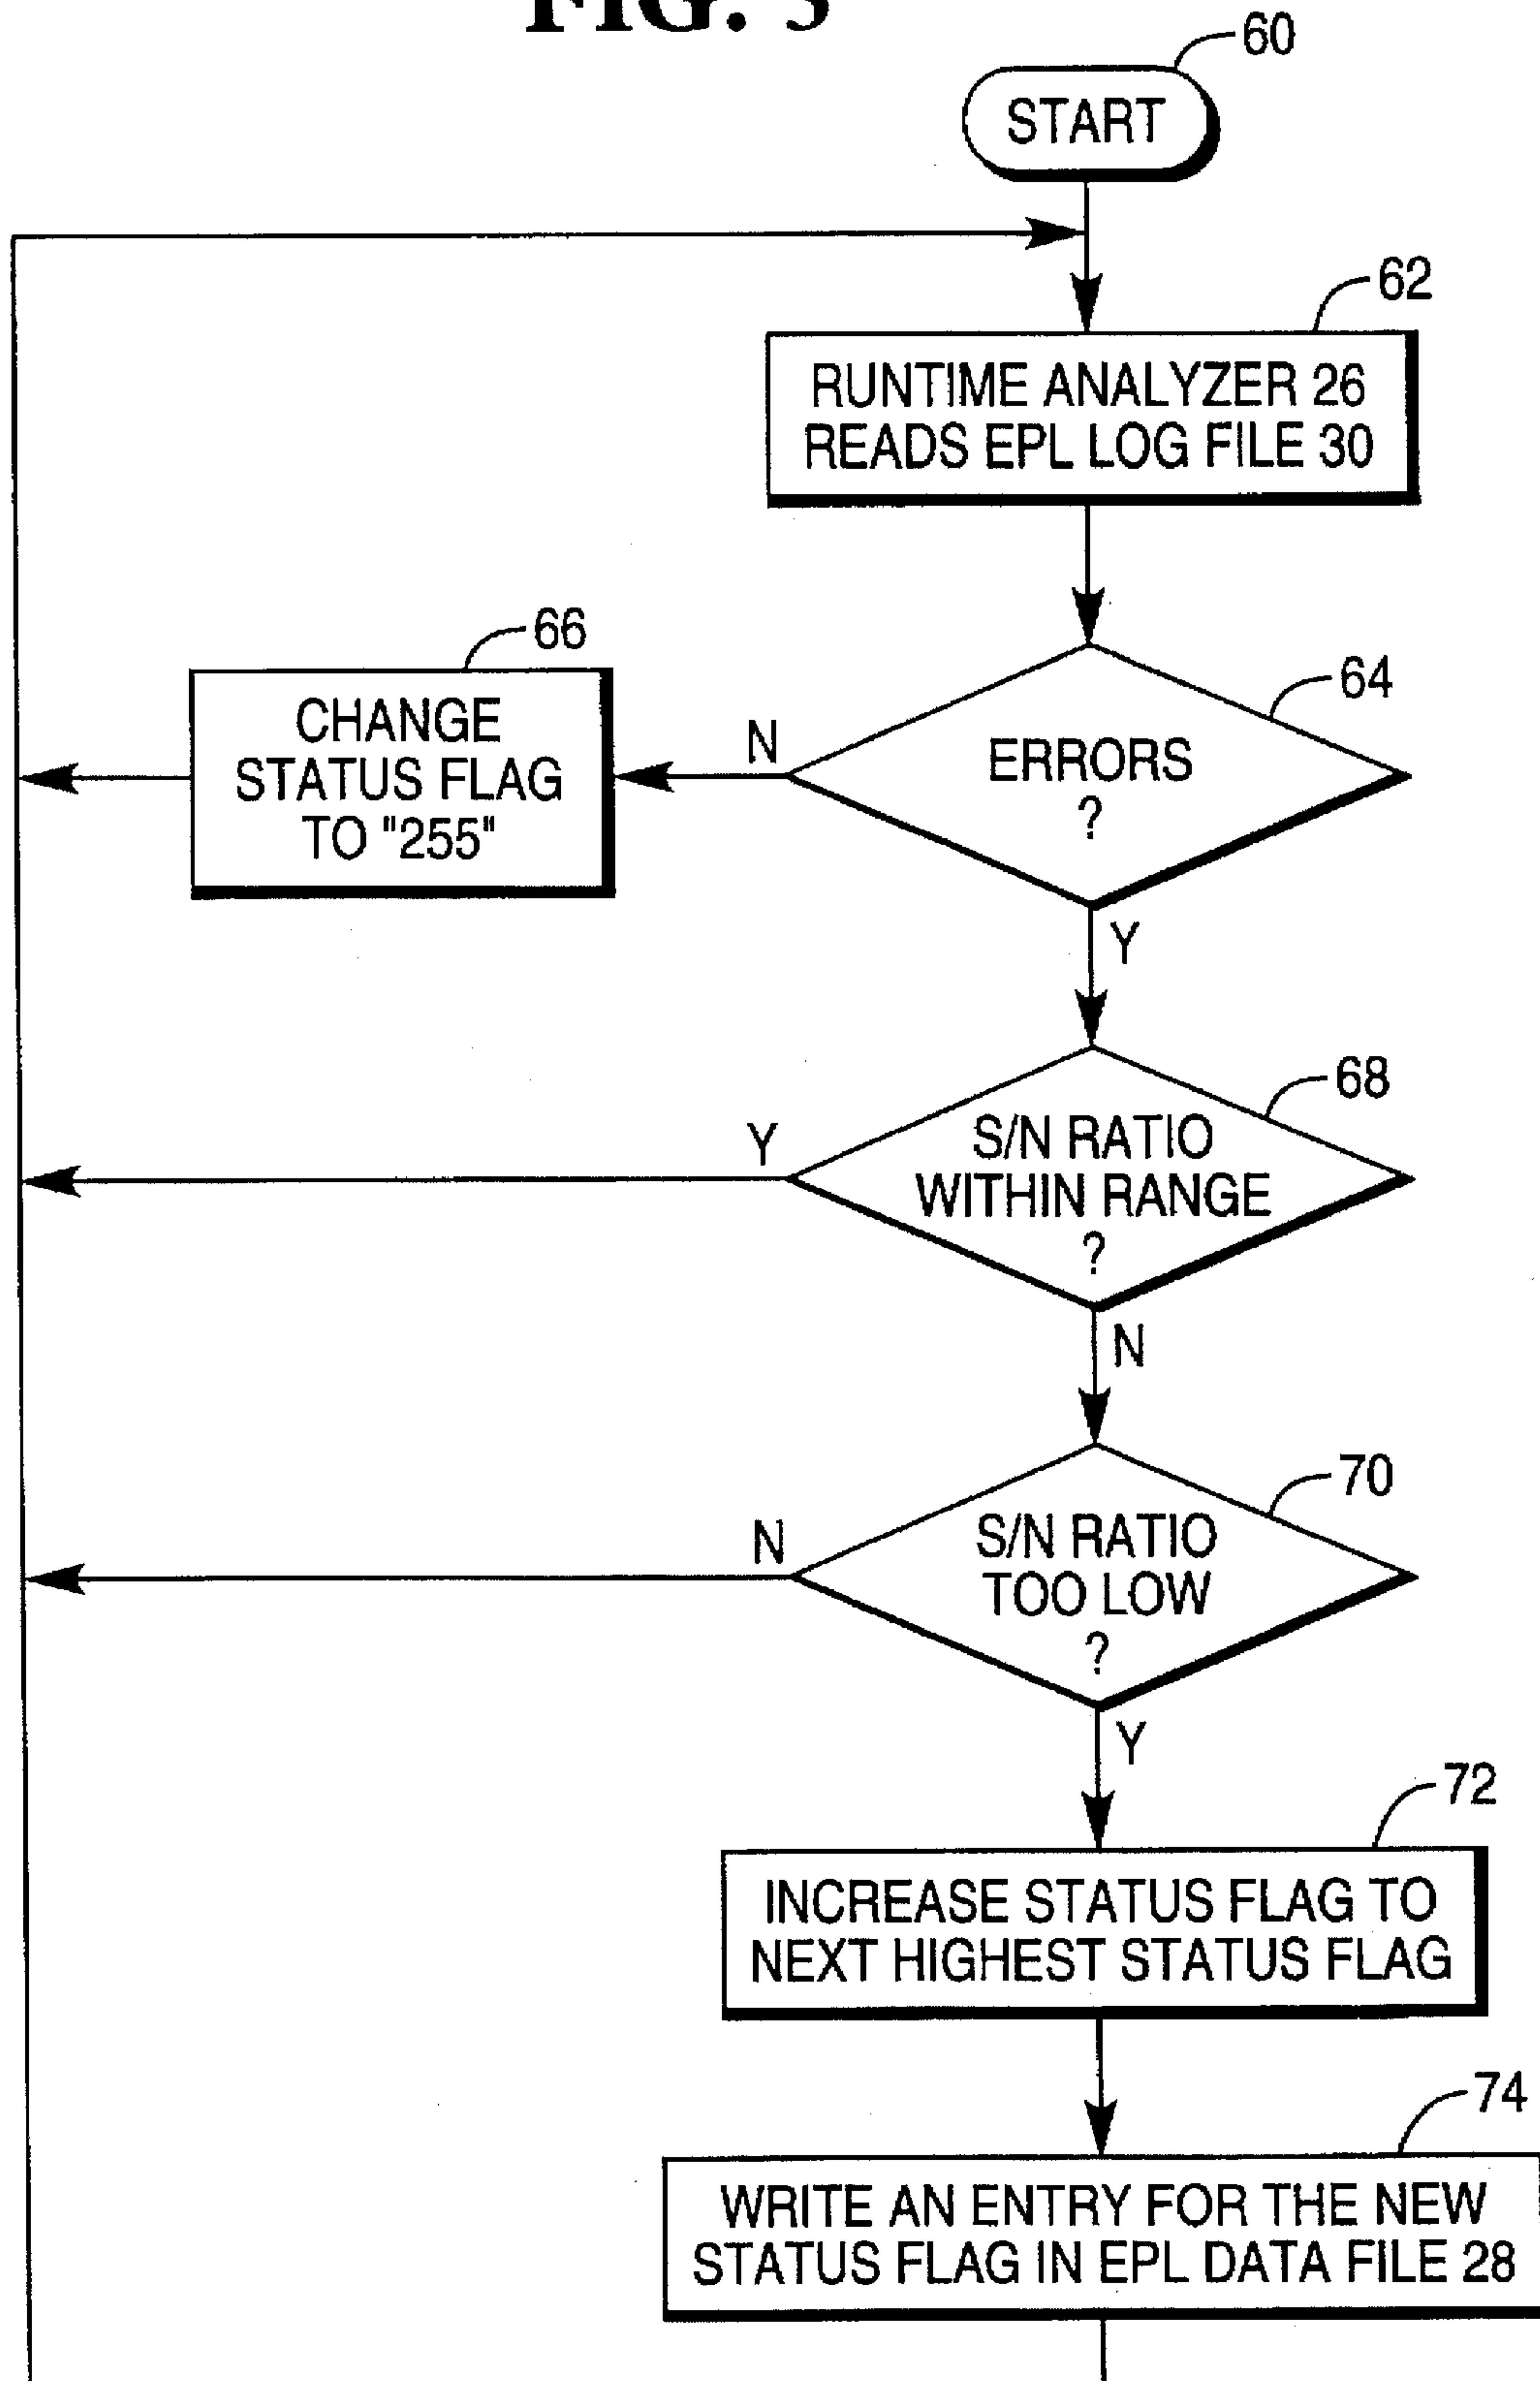 FIG. 3
60
START
62
RUNTIME ANALYZER 26
READS EPL LOG FILE 30
66
CHANGE
STATUS FLAG
TO "255"
N
64
ERRORS
?
Y
68
Y
S/N RATIO
WITHIN RANGE
?
N
70
N
S/N RATIO
TOO LOW
?
Y
72
INCREASE STATUS FLAG TO
NEXT HIGHEST STATUS FLAG
74
WRITE AN ENTRY FOR THE NEW
STATUS FLAG IN EPL DATA FILE 28